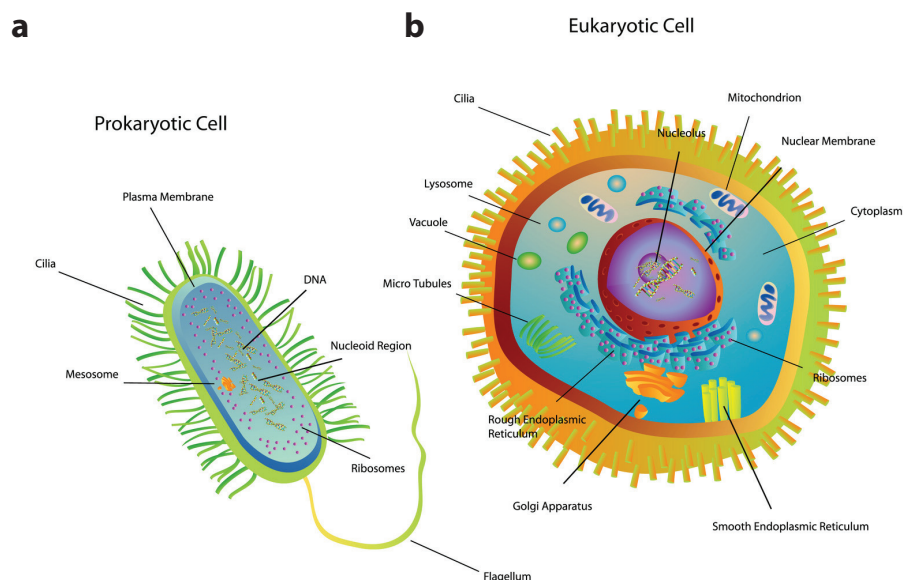 a
Prokaryotic Cell
Plasma Membrane
Cilia
DNA
Nucleoid Region
Mesosome
Ribosomes
Flagellum
b
Eukaryotic Cell
Cilia
Mitochondrion
Nucleolus
Nuclear Membrane
Lysosome
Vacuole
Cytoplasm
Micro Tubules
Ribosomes
Rough Endoplasmic
Reticulum
Golgi Apparatus
Smooth Endoplasmic Reticulum